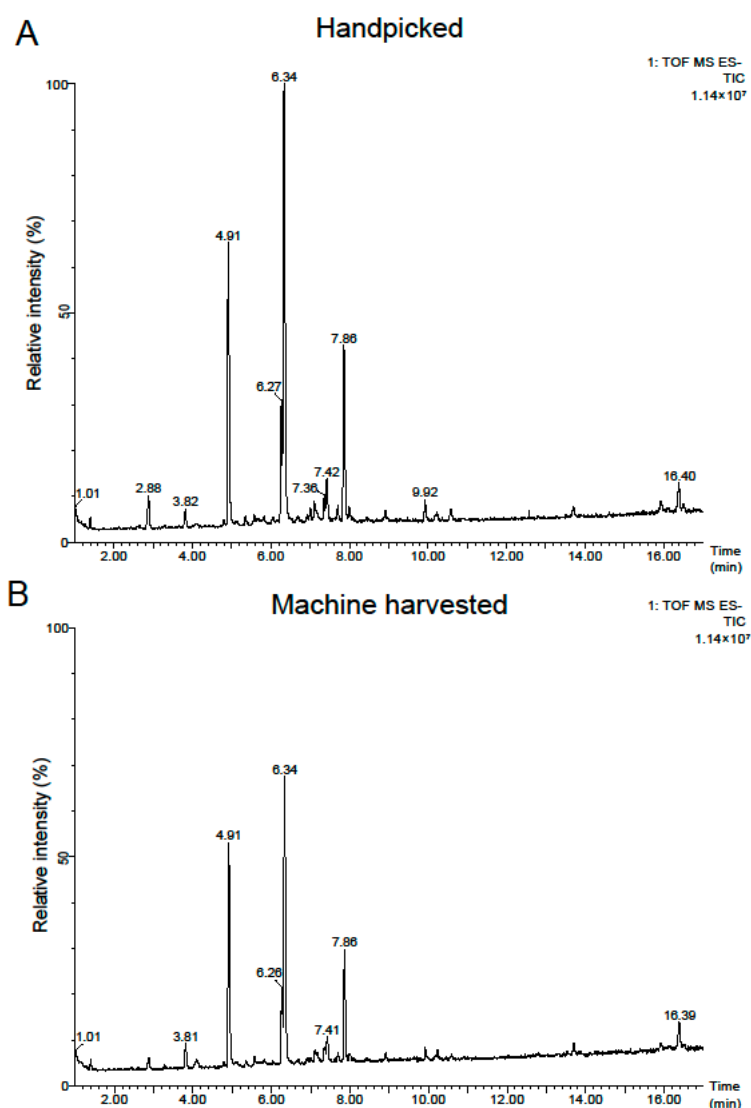 A
Handpicked
1: TOF MS ES-
TIC
1.14×10⁷
100
6.34
4.91
Relative intensity (%)
50
7.86
6.27
7.42
7.36
16.40
9.92
2.88
1.01
3.82
0
2.00 4.00 6.00 8.00 10.00 12.00 14.00 16.00
Time
(min)
B
Machine harvested
1: TOF MS ES-
TIC
1.14×10⁷
100
6.34
4.91
Relative intensity (%)
50
7.86
6.26
7.41
16.39
3.81
1.01
0
2.00 4.00 6.00 8.00 10.00 12.00 14.00 16.00
Time
(min)